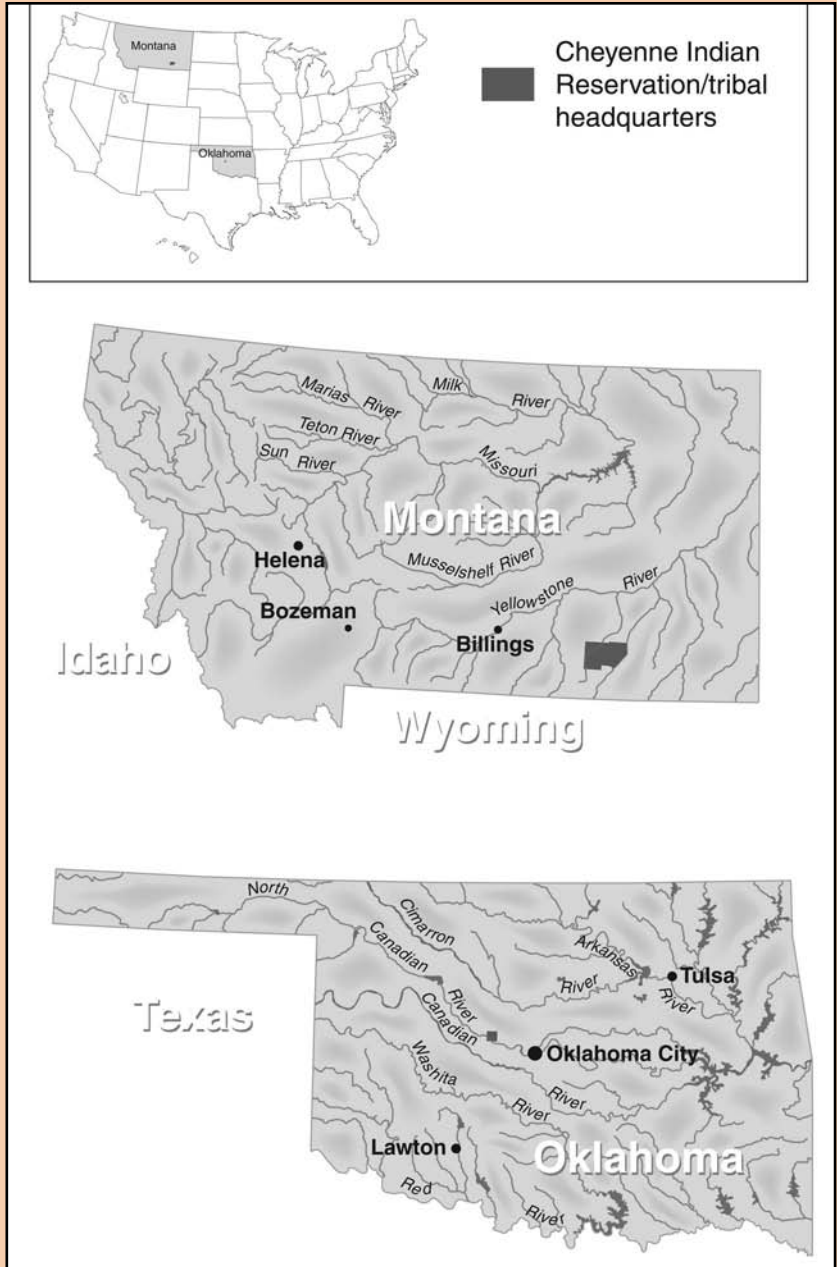 Montana
Oklahoma
Cheyenne Indian
Reservation/tribal
headquarters
Marias River
Milk River
Teton River
Sun River
Missouri
Montana
Helena
Musselshelf River
Bozeman
Yellowstone River
Billings
Idaho
Wyoming
North Canadian River
Cimarron River
Arkansas River
Tulsa
Texas
Canadian River
Oklahoma City
Washita River
Lawton
Oklahoma
Red River